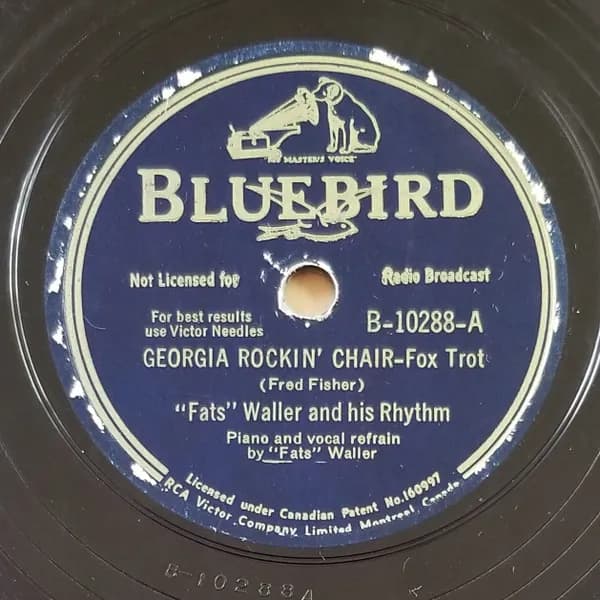 "HIS MASTER'S VOICE"
BLUEBIRD
Not Licensed for Radio Broadcast
For best results
use Victor Needles
B-10288-A
GEORGIA ROCKIN' CHAIR-Fox Trot
(Fred Fisher)
"Fats" Waller and his Rhythm
Piano and vocal refrain
by "Fats" Waller
Licensed under Canadian Patent No.160997
RCA Victor Company, Limited Montreal, Canada
B-10288A